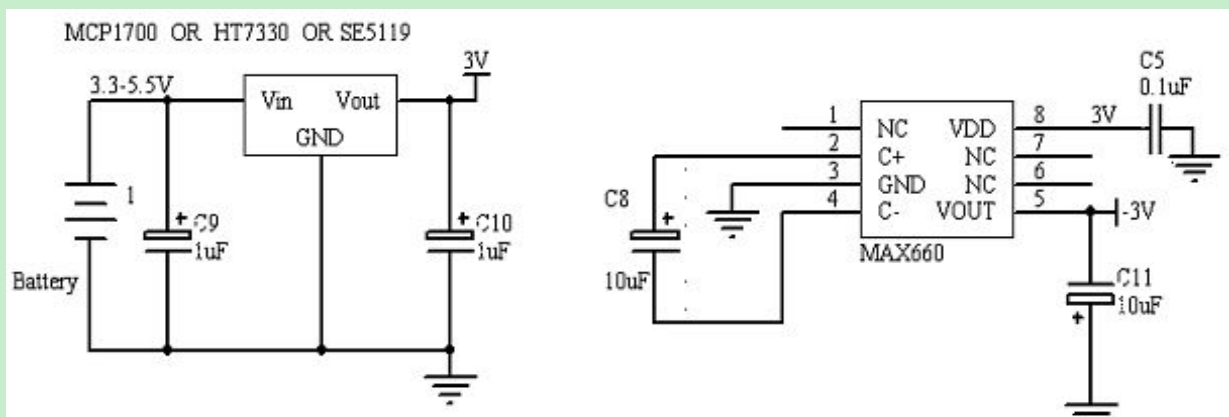 MCP1700 OR HT7330 OR SE5119
3.3-5.5V
3V
Vin
Vout
GND
1
C9
1uF
C10
1uF
Battery
C5
0.1uF
1
NC
VDD
8
3V
2
C+
NC
7
3
GND
NC
6
4
C-
VOUT
5
-3V
MAX660
C8
10uF
C11
10uF
+
+
+
+